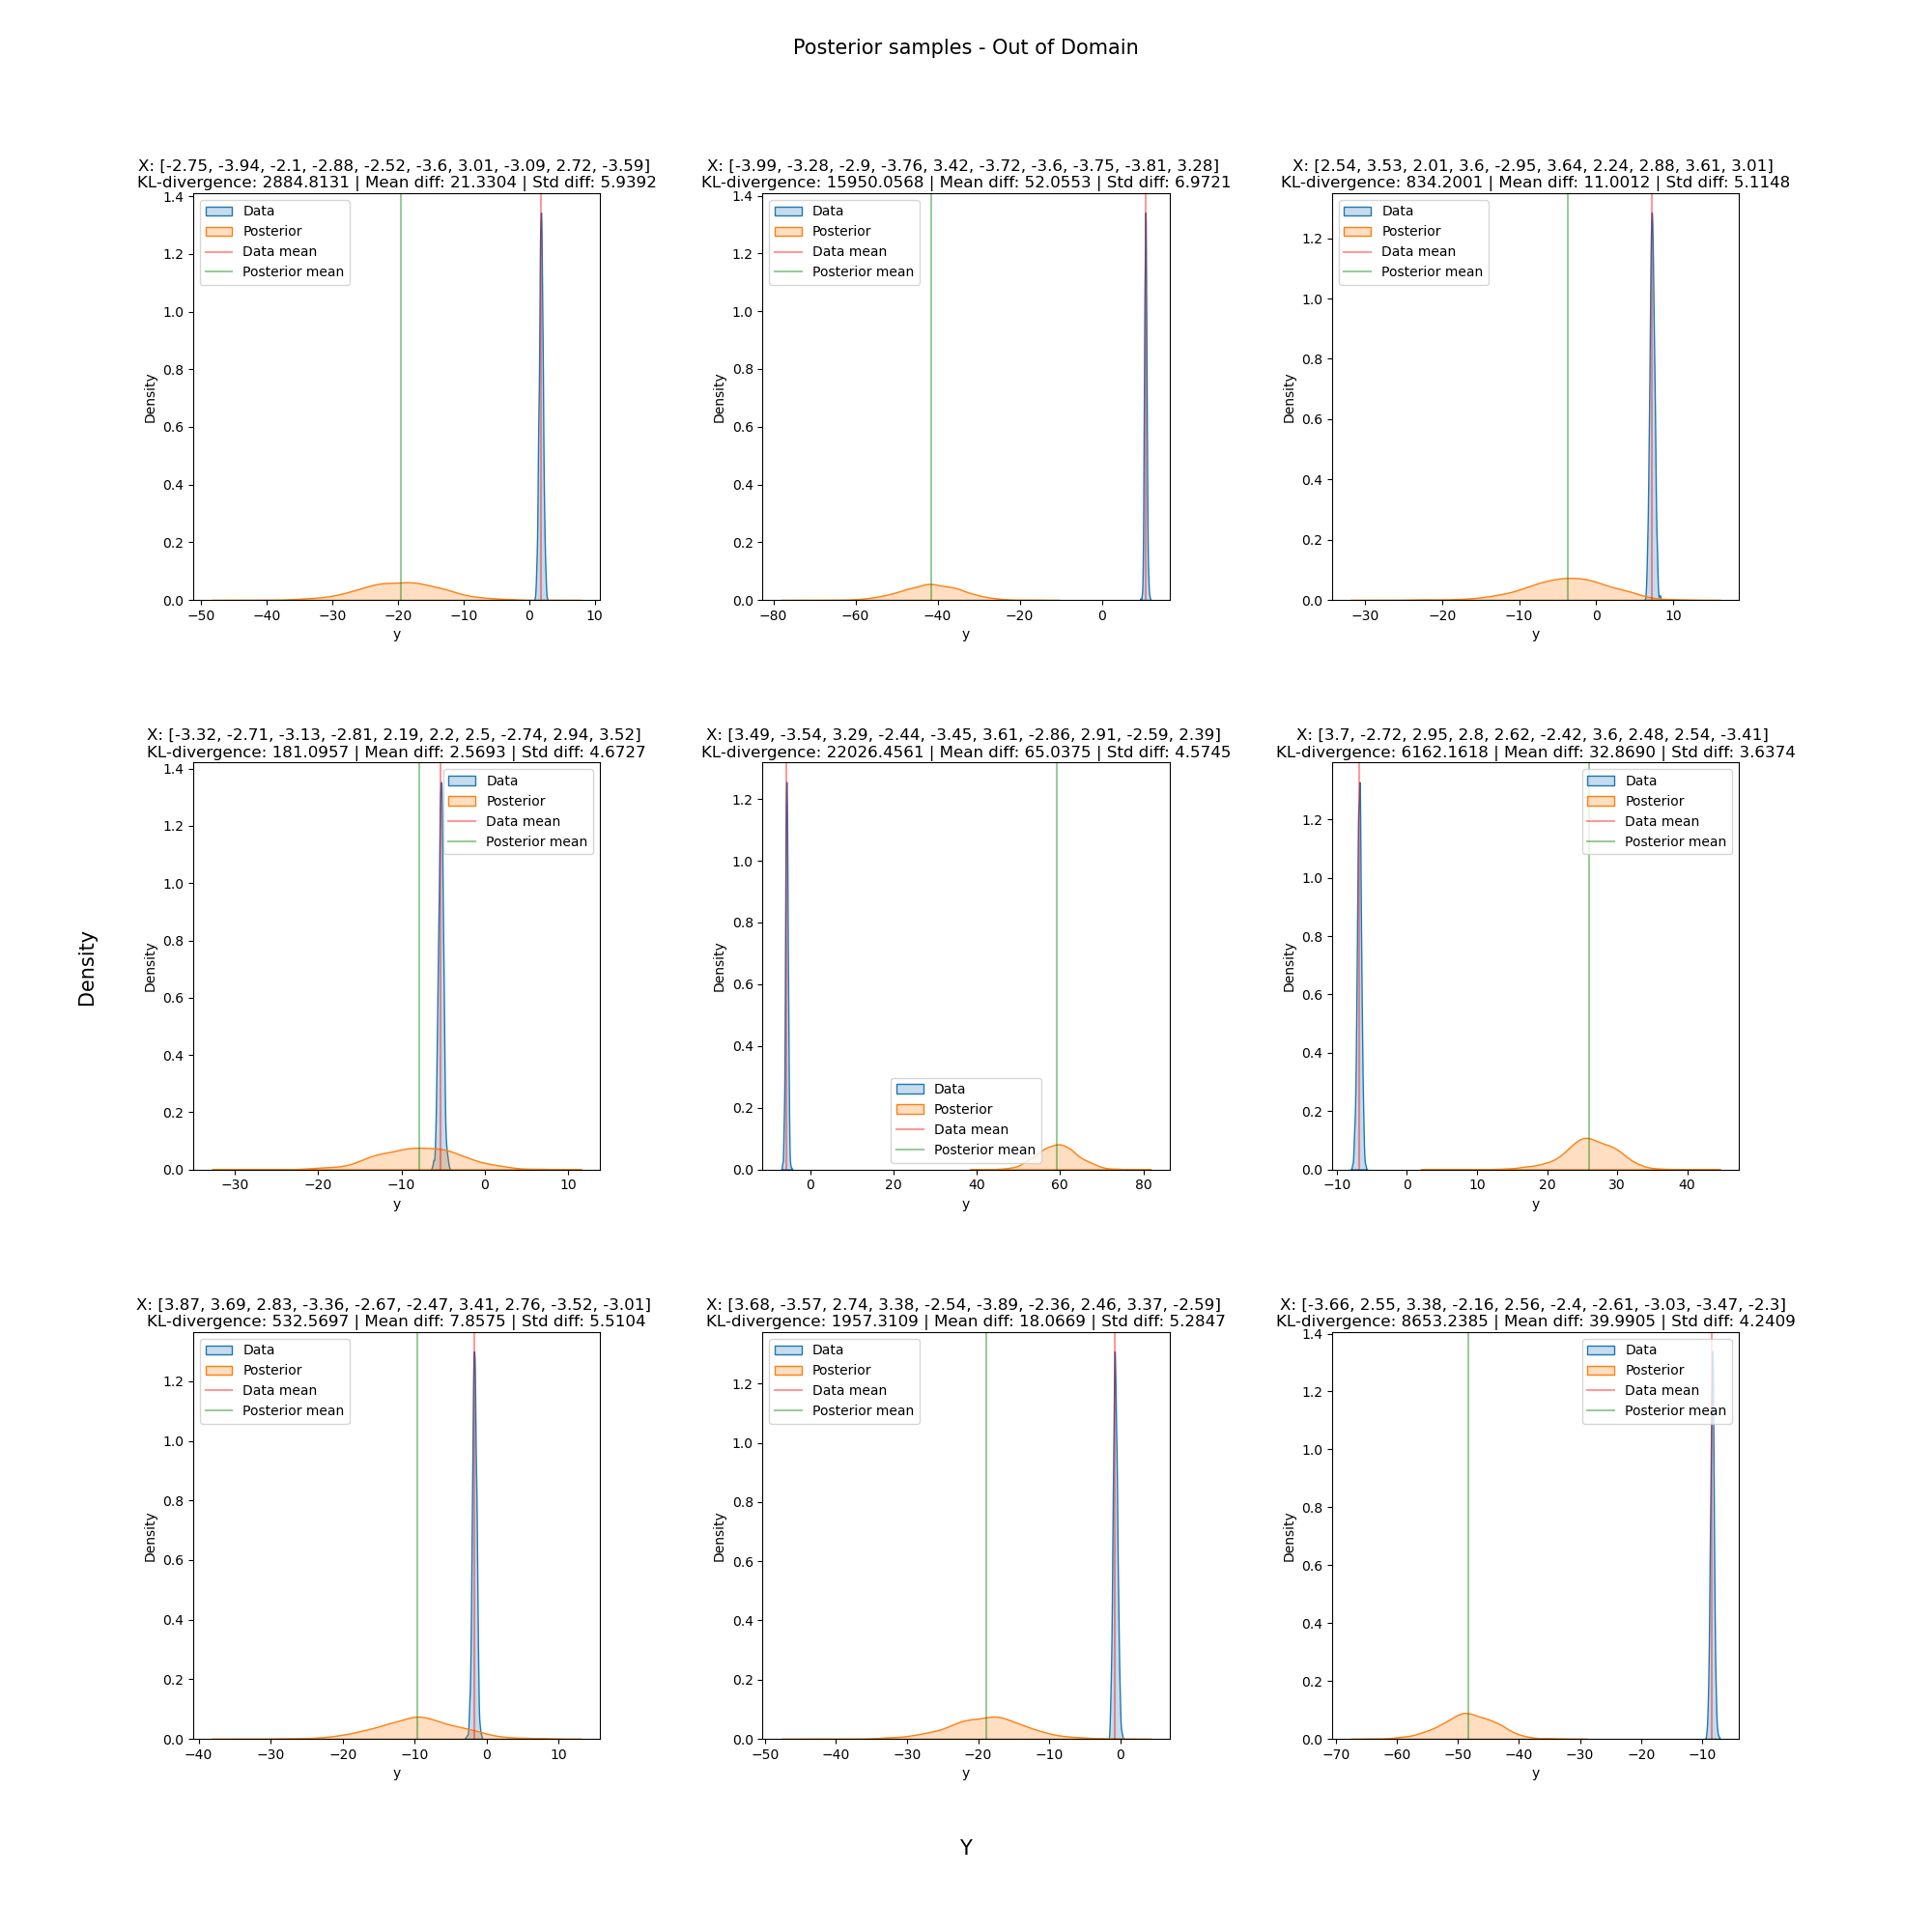 Posterior samples - Out of Domain
X: [-2.75, -3.94, -2.1, -2.88, -2.52, -3.6, 3.01, -3.09, 2.72, -3.59]
KL-divergence: 2884.8131 | Mean diff: 21.3304 | Std diff: 5.9392
Data
Posterior
Data mean
Posterior mean
1.4
1.2
1.0
0.8
0.6
0.4
0.2
0.0
Density
−50 −40 −30 −20 −10 0 10
y
X: [-3.99, -3.28, -2.9, -3.76, 3.42, -3.72, -3.6, -3.75, -3.81, 3.28]
KL-divergence: 15950.0568 | Mean diff: 52.0553 | Std diff: 6.9721
Data
Posterior
Data mean
Posterior mean
1.4
1.2
1.0
0.8
0.6
0.4
0.2
0.0
Density
−80 −60 −40 −20 0
y
X: [2.54, 3.53, 2.01, 3.6, -2.95, 3.64, 2.24, 2.88, 3.61, 3.01]
KL-divergence: 834.2001 | Mean diff: 11.0012 | Std diff: 5.1148
Data
Posterior
Data mean
Posterior mean
1.2
1.0
0.8
0.6
0.4
0.2
0.0
Density
−30 −20 −10 0 10
y
X: [-3.32, -2.71, -3.13, -2.81, 2.19, 2.2, 2.5, -2.74, 2.94, 3.52]
KL-divergence: 181.0957 | Mean diff: 2.5693 | Std diff: 4.6727
Data
Posterior
Data mean
Posterior mean
1.4
1.2
1.0
0.8
0.6
0.4
0.2
0.0
Density
−30 −20 −10 0 10
y
X: [3.49, -3.54, 3.29, -2.44, -3.45, 3.61, -2.86, 2.91, -2.59, 2.39]
KL-divergence: 22026.4561 | Mean diff: 65.0375 | Std diff: 4.5745
1.2
1.0
0.8
0.6
0.4
0.2
0.0
Density
Data
Posterior
Data mean
Posterior mean
0 20 40 60 80
y
X: [3.7, -2.72, 2.95, 2.8, 2.62, -2.42, 3.6, 2.48, 2.54, -3.41]
KL-divergence: 6162.1618 | Mean diff: 32.8690 | Std diff: 3.6374
Data
Posterior
Data mean
Posterior mean
1.2
1.0
0.8
0.6
0.4
0.2
0.0
Density
−10 0 10 20 30 40
y
Density
X: [3.87, 3.69, 2.83, -3.36, -2.67, -2.47, 3.41, 2.76, -3.52, -3.01]
KL-divergence: 532.5697 | Mean diff: 7.8575 | Std diff: 5.5104
Data
Posterior
Data mean
Posterior mean
1.2
1.0
0.8
0.6
0.4
0.2
0.0
Density
−40 −30 −20 −10 0 10
y
X: [3.68, -3.57, 2.74, 3.38, -2.54, -3.89, -2.36, 2.46, 3.37, -2.59]
KL-divergence: 1957.3109 | Mean diff: 18.0669 | Std diff: 5.2847
Data
Posterior
Data mean
Posterior mean
1.2
1.0
0.8
0.6
0.4
0.2
0.0
Density
−50 −40 −30 −20 −10 0
y
X: [-3.66, 2.55, 3.38, -2.16, 2.56, -2.4, -2.61, -3.03, -3.47, -2.3]
KL-divergence: 8653.2385 | Mean diff: 39.9905 | Std diff: 4.2409
Data
Posterior
Data mean
Posterior mean
1.4
1.2
1.0
0.8
0.6
0.4
0.2
0.0
Density
−70 −60 −50 −40 −30 −20 −10
y
Y